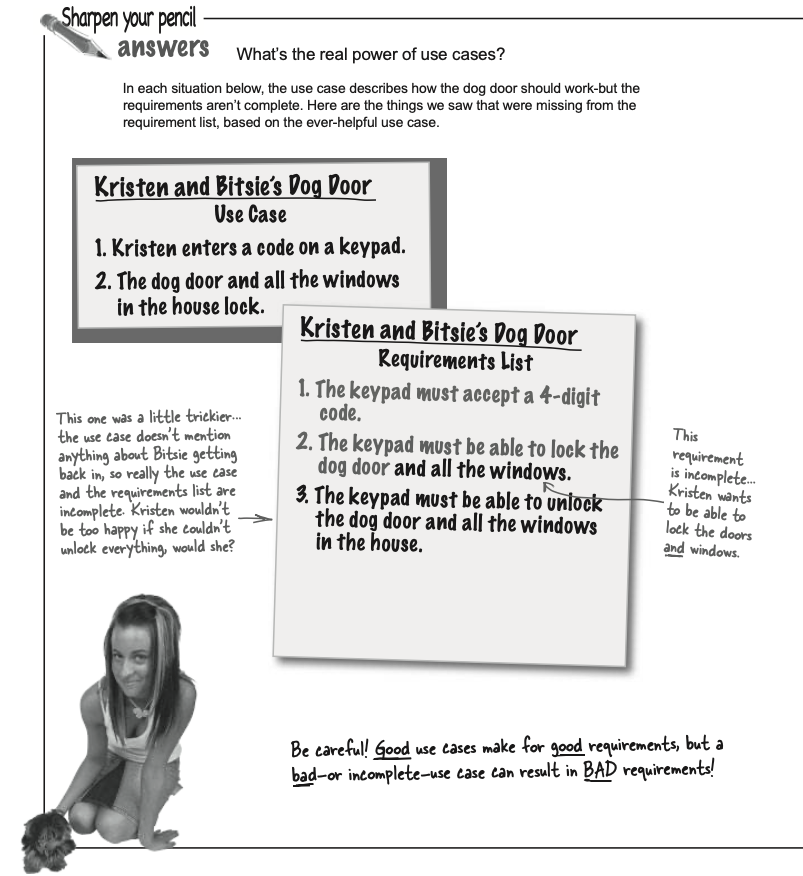 Sharpen your pencil
answers
What's the real power of use cases?
In each situation below, the use case describes how the dog door should work-but the
requirements aren't complete. Here are the things we saw that were missing from the
requirement list, based on the ever-helpful use case.
Kristen and Bitsie's Dog Door
Use Case
1. Kristen enters a code on a keypad.
2. The dog door and all the windows
in the house lock.
Kristen and Bitsie's Dog Door
Requirements List
1. The keypad must accept a 4-digit
code.
2. The keypad must be able to lock the
dog door and all the windows.
3. The keypad must be able to unlock
the dog door and all the windows
in the house.
This one was a little trickier...
the use case doesn't mention
anything about Bitsie getting
back in, so really the use case
and the requirements list are
incomplete. Kristen wouldn't
be too happy if she couldn't
unlock everything, would she?
This
requirement
is incomplete...
Kristen wants
to be able to
lock the doors
and windows.
Be careful! Good use cases make for good requirements, but a
bad—or incomplete—use case can result in BAD requirements!